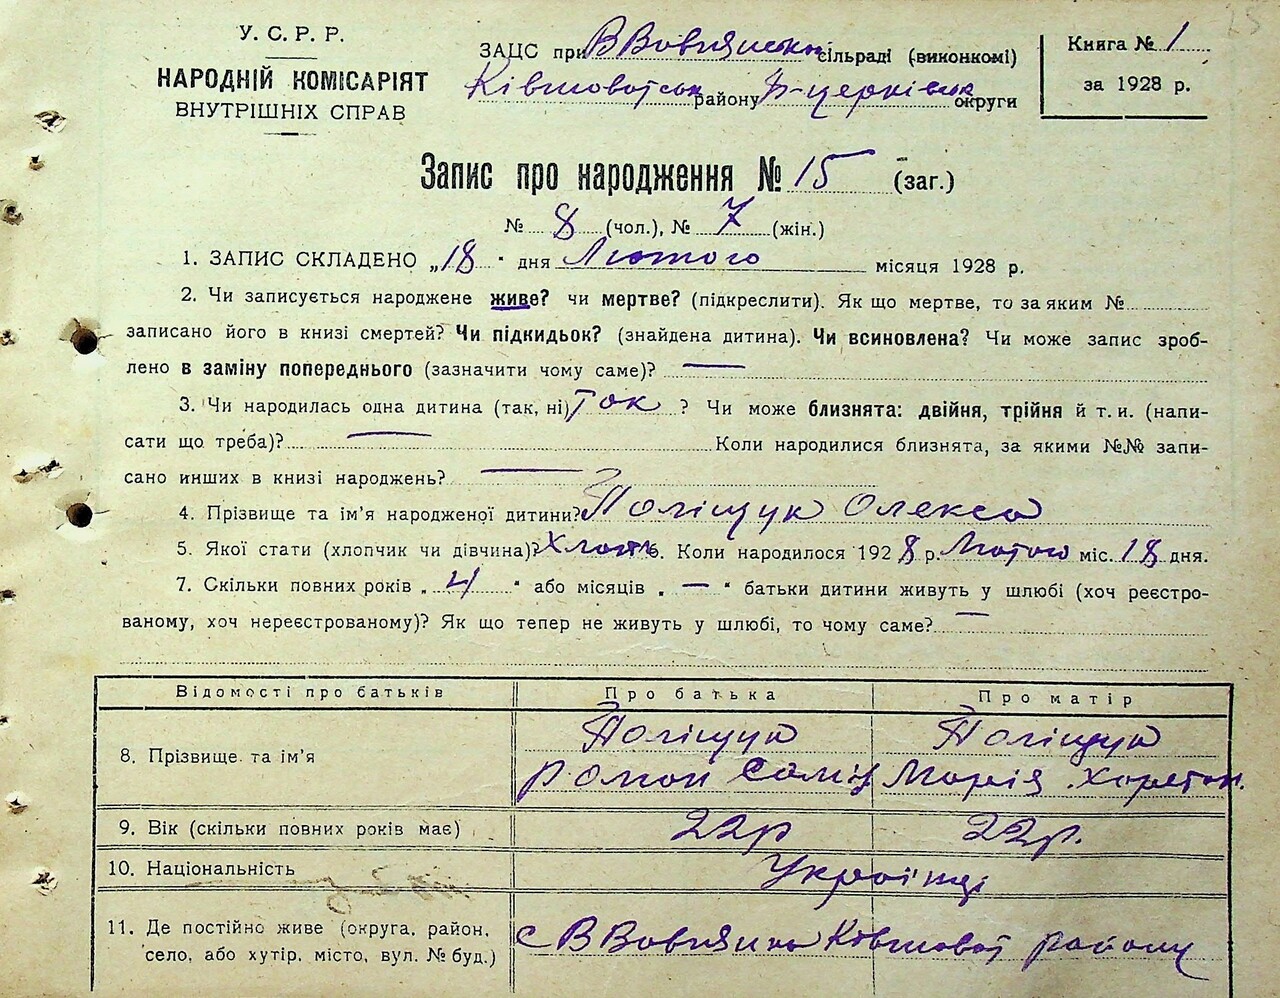 У. С. Р. Р.
НАРОДНІЙ КОМІСАРІЯТ
ВНУТРІШНІХ СПРАВ
ЗАЦС при В Вовнянськ. сільраді (виконкомі)
Ківшоватськ району Б-церківськ округи
Книга № 1
за 1928 р.
Запис про народження № 15 (заг.)
№ 8 (чол.), № 7 (жін.)
1. ЗАПИС СКЛАДЕНО „18" дня Лютого місяця 1928 р.
2. Чи записується народжене живе? чи мертве? (підкреслити). Як що мертве, то за яким №
записано його в книзі смертей? Чи підкидьок? (знайдена дитина). Чи всиновлена? Чи може запис зроб-
лено в заміну попереднього (зазначити чому саме)? —
3. Чи народилась одна дитина (так, ні) так ? Чи може близнята: двійня, трійня й т. и. (напи-
сати що треба)? — Коли народилися близнята, за якими №№ запи-
сано инших в книзі народжень? —
4. Прізвище та ім'я народженої дитини? Поліщук Олекса
5. Якої стати (хлопчик чи дівчина)? Хлопч 6. Коли народилося 1928 р. Лютого міс. 18 дня.
7. Скільки повних років „ 4 " або місяців „ — " батьки дитини живуть у шлюбі (хоч реєстро-
ваному, хоч нереєстрованому)? Як що тепер не живуть у шлюбі, то чому саме? —
Відомості про батьків Про батька Про матір
8. Прізвище та ім'я Поліщук Поліщук
Роман Марія Харетон.
9. Вік (скільки повних років має) 22р 22р.
10. Національність Українці
11. Де постійно живе (округа, район,
село, або хутір, місто, вул. № буд.) с В Вовнянка Ківшоват району